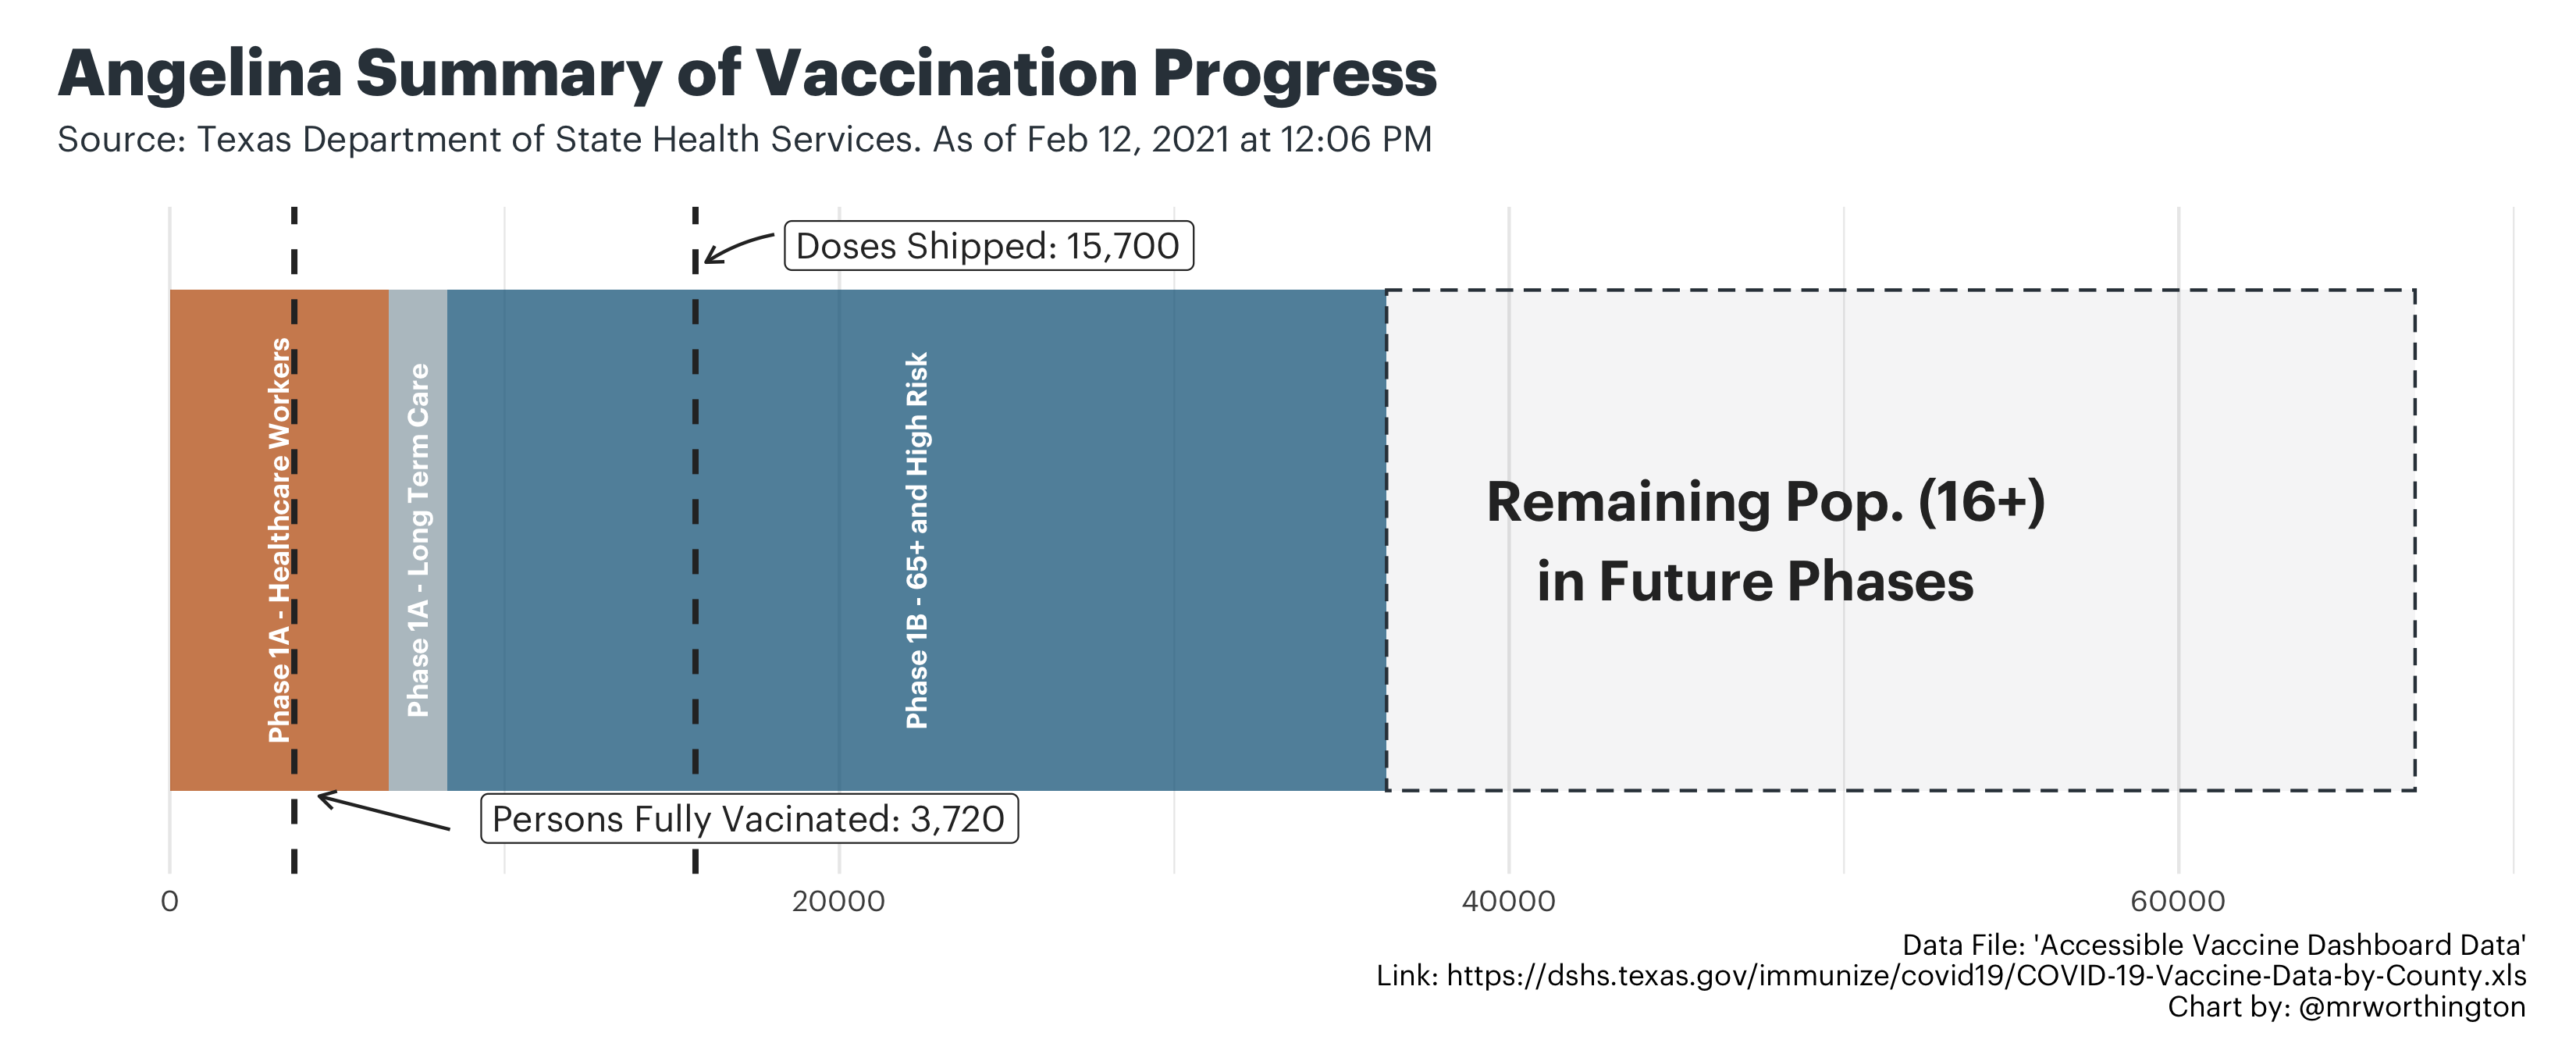 Angelina Summary of Vaccination Progress
Source: Texas Department of State Health Services. As of Feb 12, 2021 at 12:06 PM
Doses Shipped: 15,700
Phase 1A - Healthcare Workers
Phase 1A - Long Term Care
Phase 1B - 65+ and High Risk
Remaining Pop. (16+)
in Future Phases
Persons Fully Vacinated: 3,720
0
20000
40000
60000
Data File: 'Accessible Vaccine Dashboard Data'
Link: https://dshs.texas.gov/immunize/covid19/COVID-19-Vaccine-Data-by-County.xls
Chart by: @mrworthington